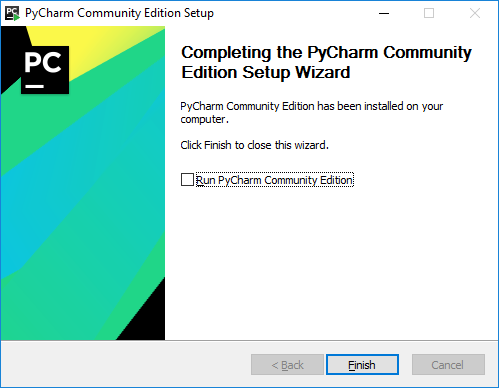 PyCharm Community Edition Setup
PC
Completing the PyCharm Community
Edition Setup Wizard
PyCharm Community Edition has been installed on your
computer.
Click Finish to close this wizard.
Run PyCharm Community Edition
< Back
Finish
Cancel